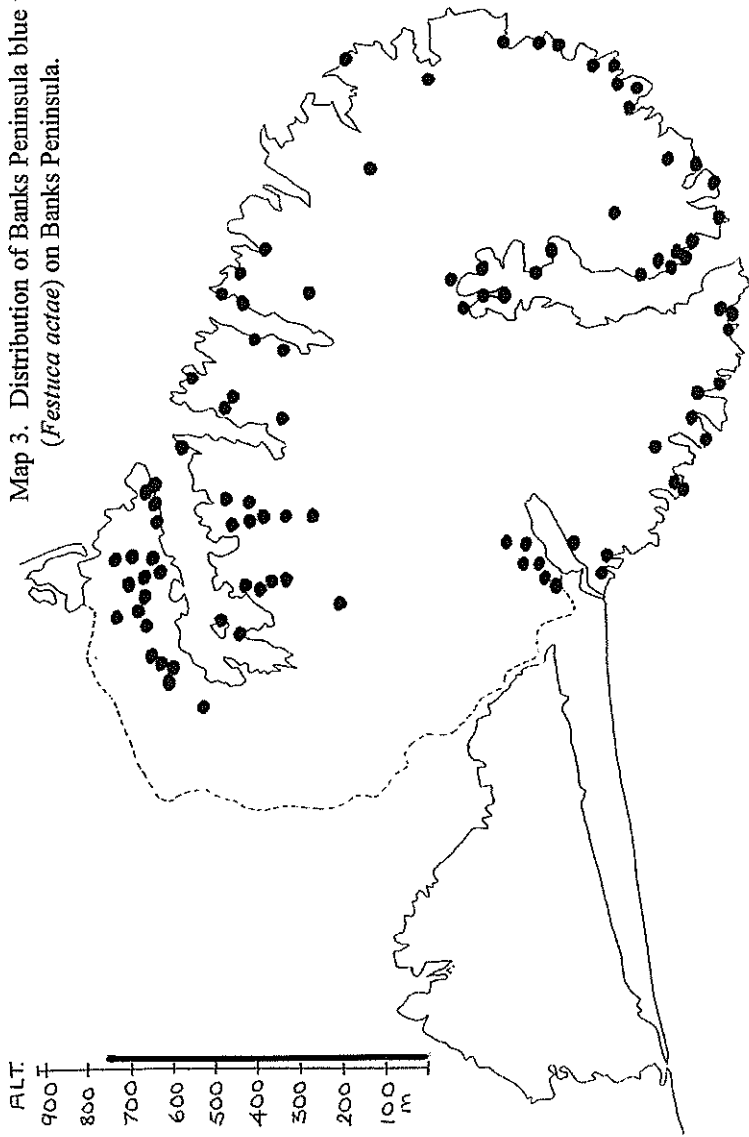 Map 3. Distribution of Banks Peninsula blue
(Festuca actae) on Banks Peninsula.
ALT.
900
800
700
600
500
400
300
200
100
m